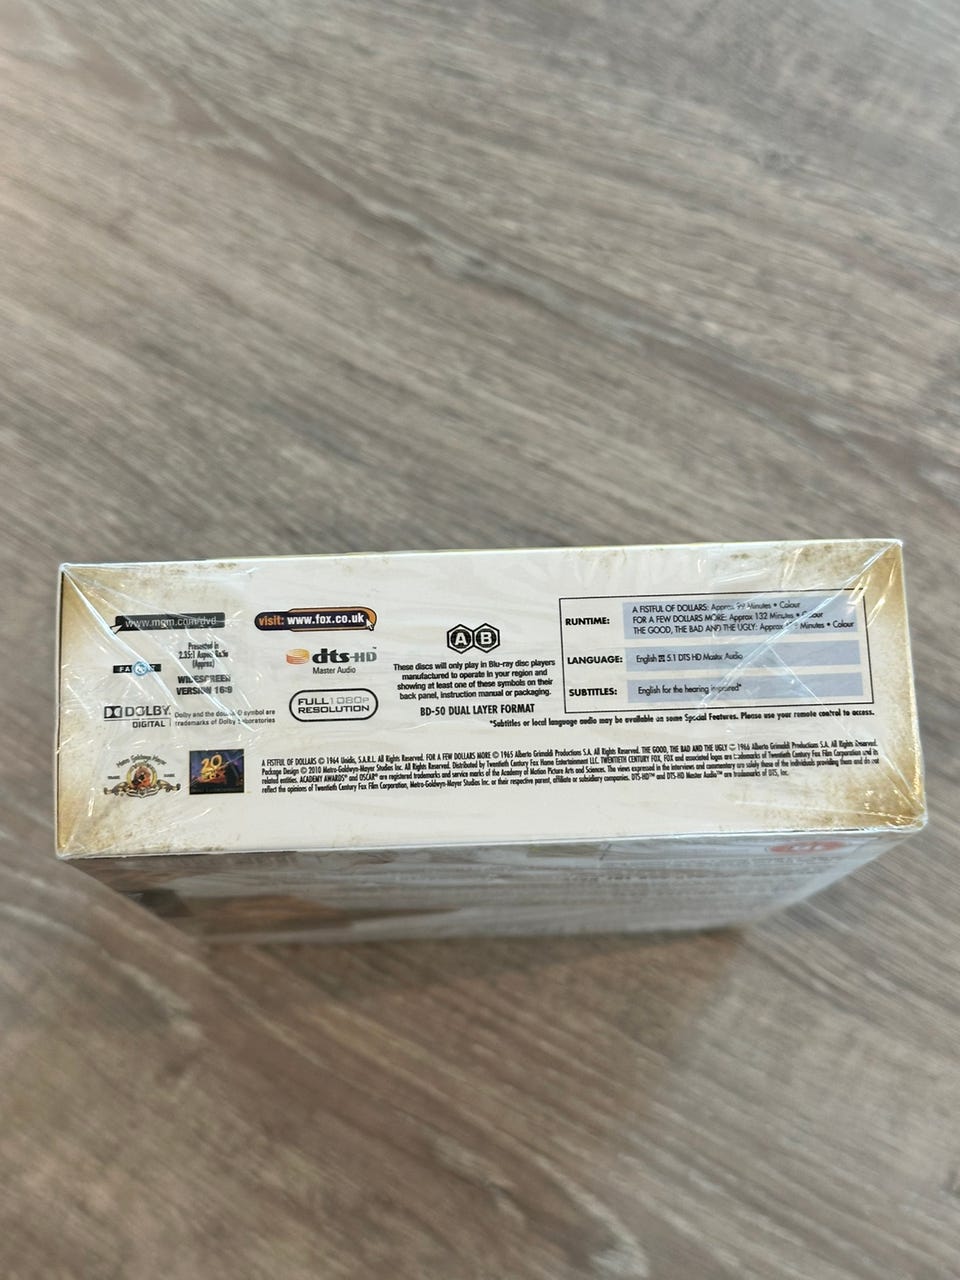 www.mgm.com/dvd
visit: www.fox.co.uk
Presented in
2.35:1 Aspect Ratio
(Approx)
FACT
WIDESCREEN
VERSION 16:9
DOLBY
DIGITAL
Dolby and the double D symbol are
trademarks of Dolby Laboratories
dts-HD
Master Audio
FULL 1080P
RESOLUTION
A B
These discs will only play in Blu-ray disc players
manufactured to operate in your region and
showing at least one of these symbols on their
back panel, instruction manual or packaging.
BD-50 DUAL LAYER FORMAT
RUNTIME:
A FISTFUL OF DOLLARS: Approx 99 Minutes • Colour
FOR A FEW DOLLARS MORE: Approx 132 Minutes • Colour
THE GOOD, THE BAD AND THE UGLY: Approx Minutes • Colour
LANGUAGE:
English 5.1 DTS HD Master Audio
SUBTITLES:
English for the hearing impaired*
*Subtitles or local language audio may be available on some Special Features. Please use your remote control to access.
Metro Goldwyn Mayer
20
A FISTFUL OF DOLLARS © 1964 Unidis, S.A.R.L. All Rights Reserved. FOR A FEW DOLLARS MORE © 1965 Alberto Grimaldi Productions S.A. All Rights Reserved. THE GOOD, THE BAD AND THE UGLY © 1966 Alberto Grimaldi Productions S.A. All Rights Reserved.
Package Design © 2010 Metro-Goldwyn-Mayer Studios Inc. All Rights Reserved. Distributed by Twentieth Century Fox Home Entertainment LLC. TWENTIETH CENTURY FOX, FOX and associated logos are trademarks of Twentieth Century Fox Film Corporation and its
related entities. ACADEMY AWARDS® and OSCAR® are registered trademarks and service marks of the Academy of Motion Picture Arts and Sciences. The views expressed in the interviews and commentary are solely those of the individuals providing them and do not
reflect the opinions of Twentieth Century Fox Film Corporation, Metro-Goldwyn-Mayer Studios Inc. or their respective parent, affiliate or subsidiary companies. DTS-HD™ and DTS-HD Master Audio™ are trademarks of DTS, Inc.